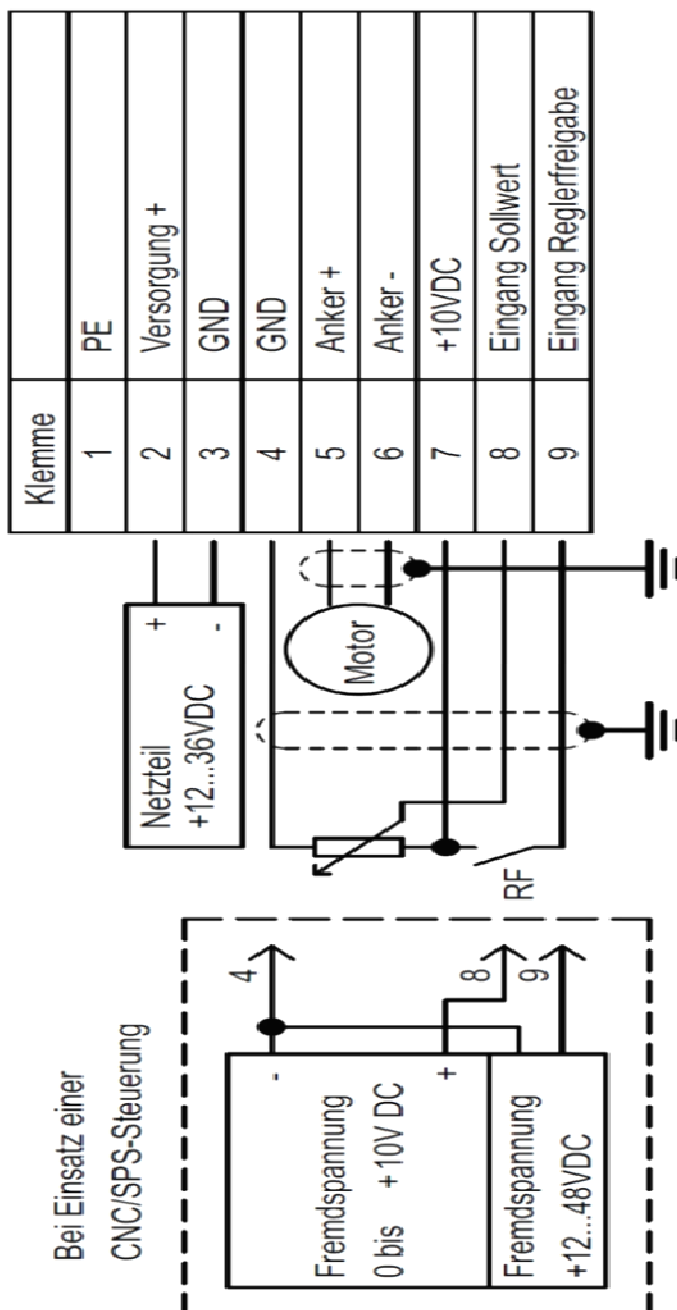 Bei Einsatz einer
CNC/SPS-Steuerung
Fremdspannung
0 bis +10V DC
-
+
Fremdspannung
+12...48VDC
4
8
9
Netzteil
+12...36VDC
+
-
Motor
RF
Klemme
1 PE
2 Versorgung +
3 GND
4 GND
5 Anker +
6 Anker -
7 +10VDC
8 Eingang Sollwert
9 Eingang Reglerfreigabe